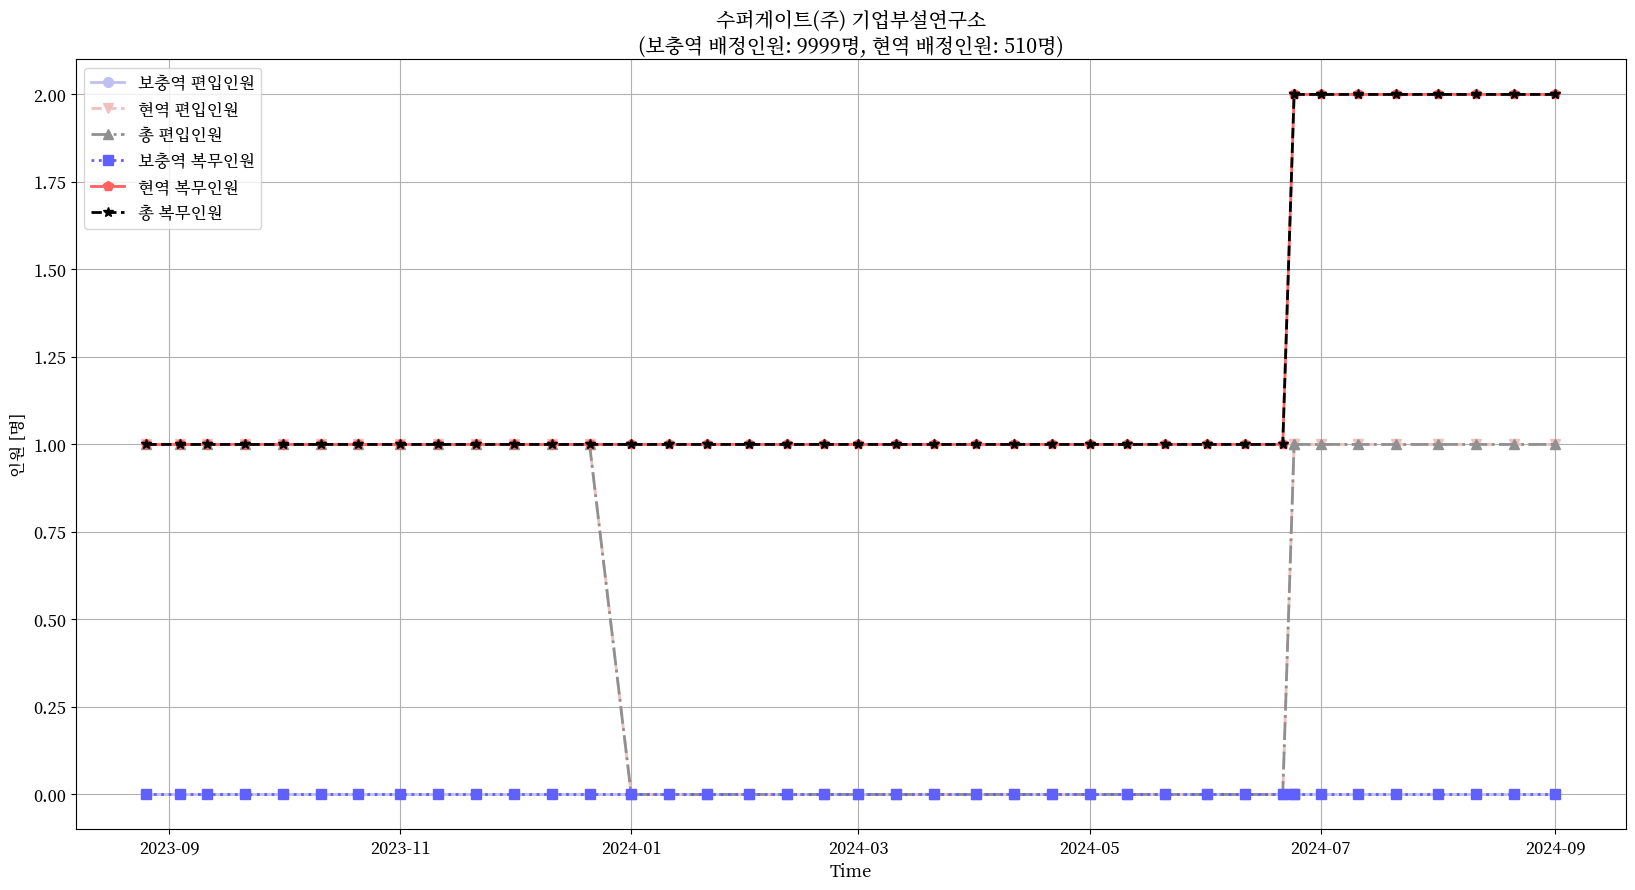 수퍼게이트(주) 기업부설연구소
(보충역 배정인원: 9999명, 현역 배정인원: 510명)
보충역 편입인원
현역 편입인원
총 편입인원
보충역 복무인원
현역 복무인원
총 복무인원
2.00
1.75
1.50
1.25
1.00
0.75
0.50
0.25
0.00
인원 [명]
2023-09 2023-11 2024-01 2024-03 2024-05 2024-07 2024-09
Time